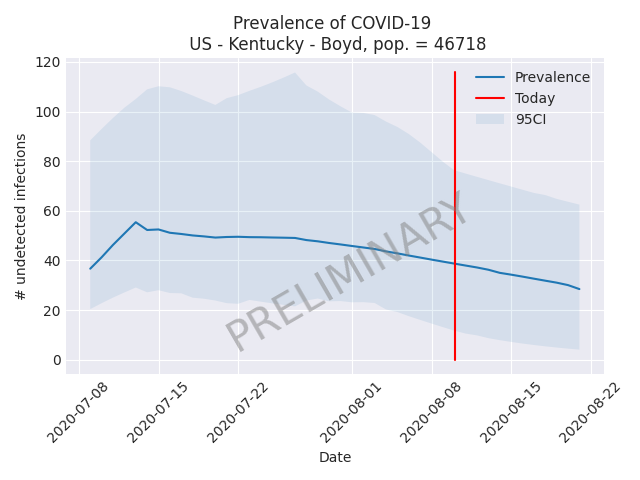 Prevalence of COVID-19
US - Kentucky - Boyd, pop. = 46718
120
100
80
60
40
20
0
# undetected infections
Prevalence
Today
95CI
PRELIMINARY
2020-07-08
2020-07-15
2020-07-22
2020-08-01
2020-08-08
2020-08-15
2020-08-22
Date